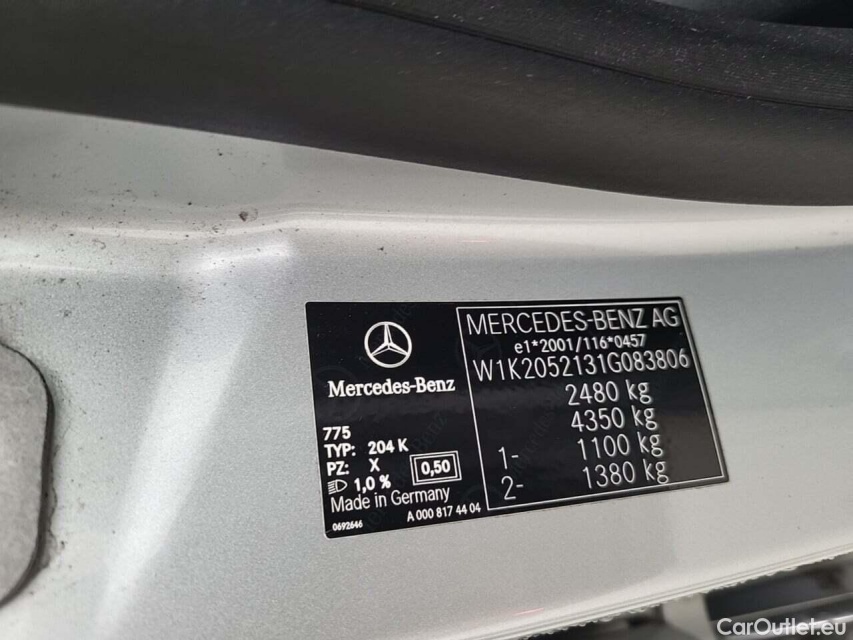 Mercedes-Benz
775
TYP: 204 K
PZ: X
1,0 %
0,50
Made in Germany
0692646
A 000 817 44 04
MERCEDES-BENZ AG
e1*2001/116*0457
W1K2052131G083806
2480 kg
4350 kg
1- 1100 kg
2- 1380 kg
CarOutlet.eu